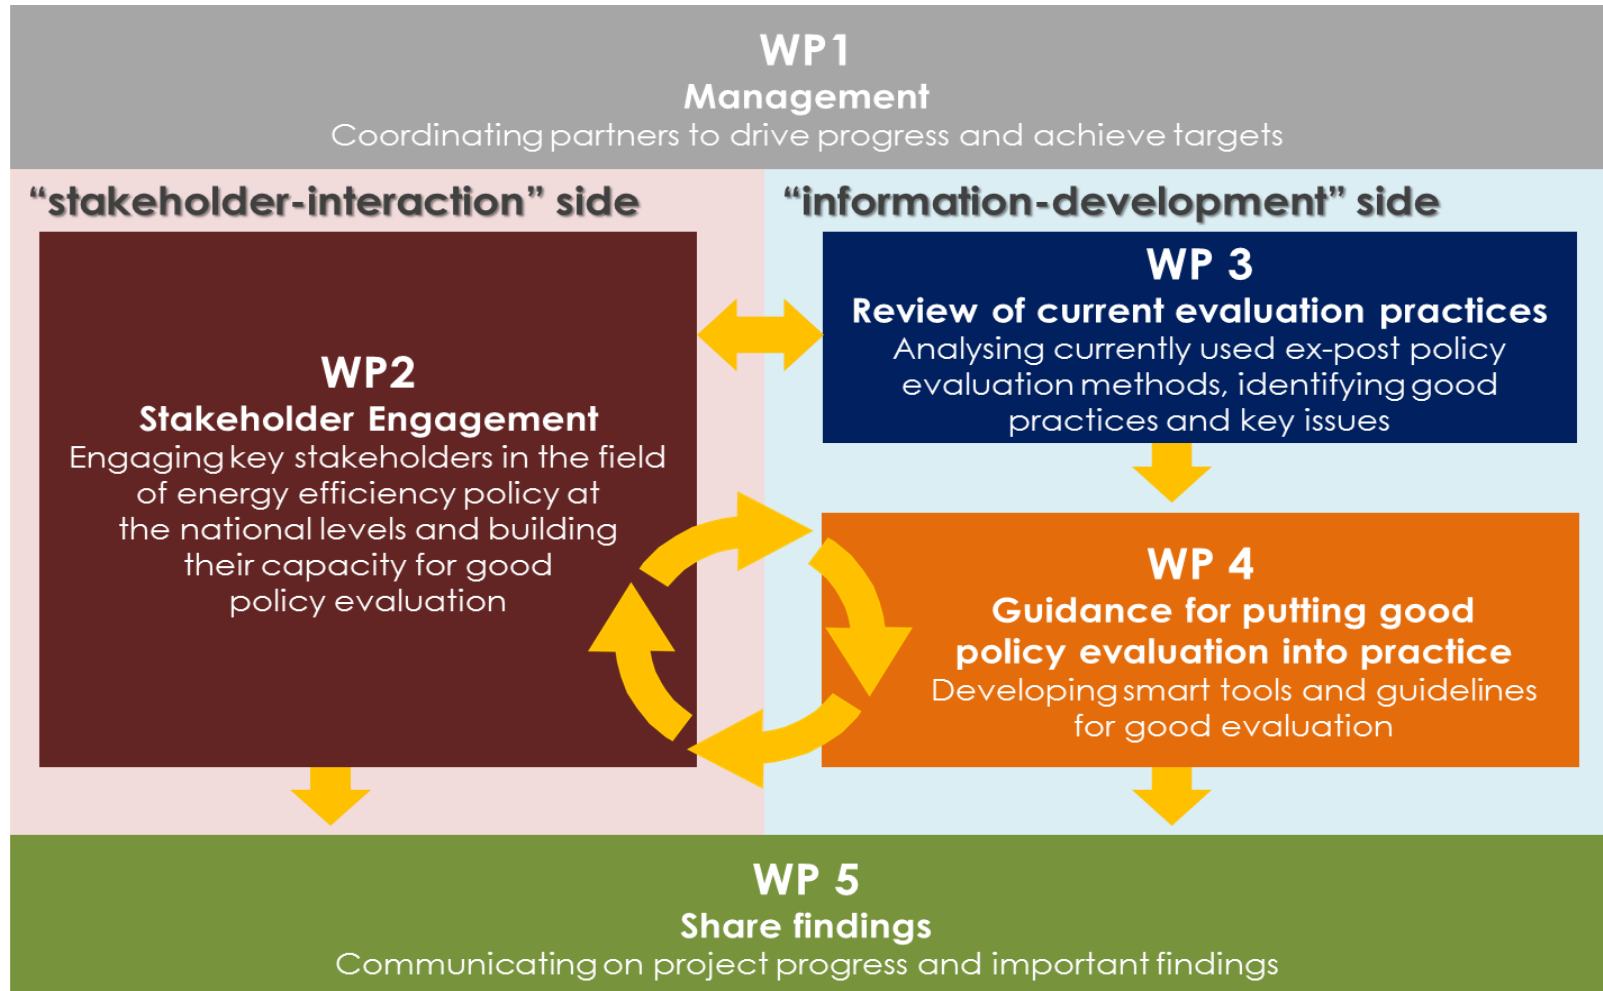 WP1
Management
Coordinating partners to drive progress and achieve targets
“stakeholder-interaction” side
“information-development” side
WP2
Stakeholder Engagement
Engaging key stakeholders in the field
of energy efficiency policy at
the national levels and building
their capacity for good
policy evaluation
WP 3
Review of current evaluation practices
Analysing currently used ex-post policy
evaluation methods, identifying good
practices and key issues
WP 4
Guidance for putting good
policy evaluation into practice
Developing smart tools and guidelines
for good evaluation
WP 5
Share findings
Communicating on project progress and important findings